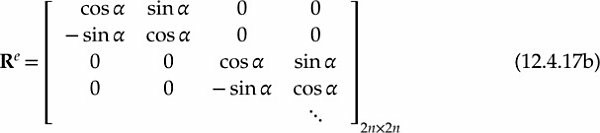 cos α sin α 0 0
− sin α cos α 0 0
Rᵉ = 0 0 cos α sin α (12.4.17b)
0 0 − sin α cos α
⋱
2n×2n